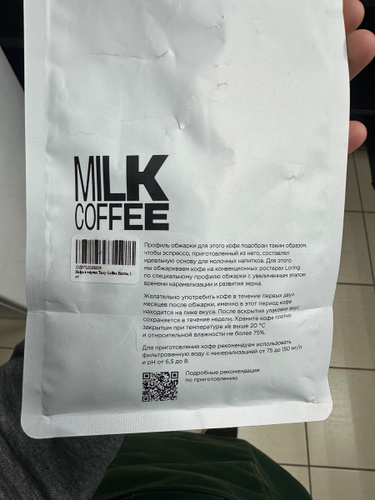 MILK
COFFEE
Профиль обжарки для этого кофе подобран таким образом,
чтобы эспрессо, приготовленный из него, составлял
идеальную основу для молочных напитков. Для этого
мы обжариваем кофе на конвекционных ростерах Loring
по специальному профилю обжарки с увеличенным этапом
времени карамелизации и развития зерна.
Желательно употребить кофе в течение первых двух
месяцев после обжарки, именно в этот период кофе
находится на пике вкуса. После вскрытия упаковки вкус
сохраняется в течение недели. Храните кофе плотно
закрытым при температуре не выше 20 °C
и относительной влажности не более 75%.
Для приготовления кофе рекомендуем использовать
фильтрованную воду с минерализацией от 75 до 150 мг/л
и pH от 6,5 до 8.
Подробные рекомендации
по приготовлению